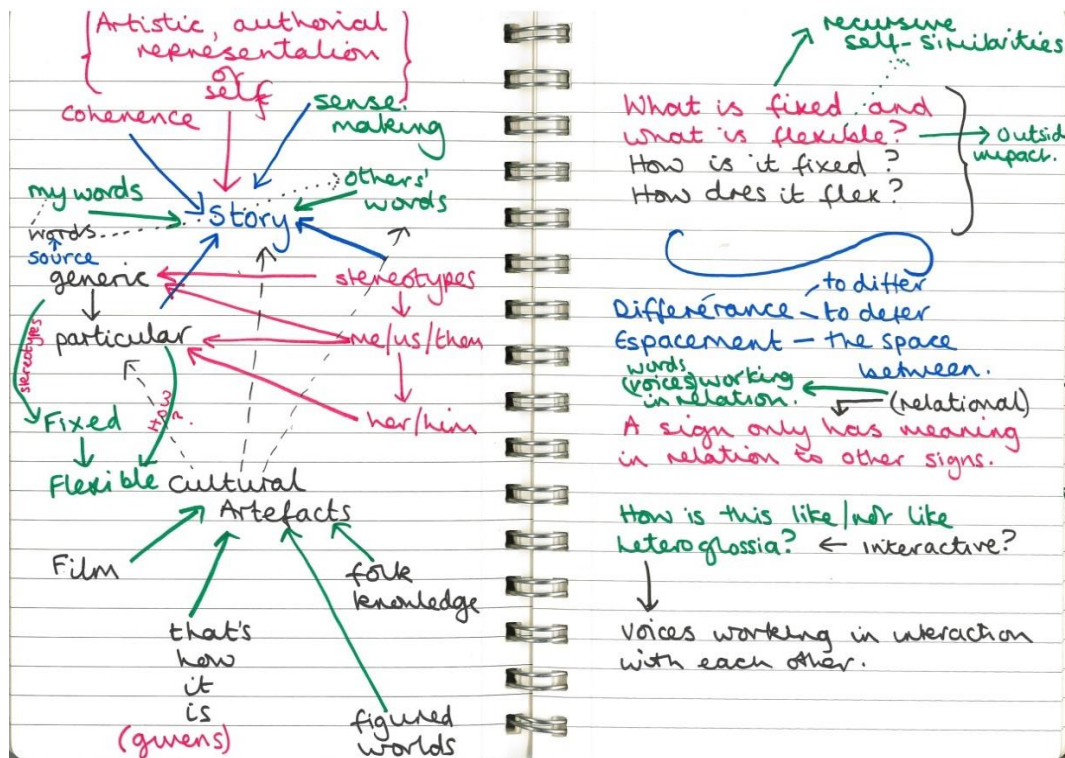 Artistic, authorial
representation
of
self
coherence
sense.
making
my words
others'
words
Story
words
source
generic
stereotypes
particular
me/us/them
stereotypes
HOW
?
Fixed
her/him
Flexible
Cultural
Artefacts
Film
folk
knowledge
that's
how
it
is
(givens)
figured
worlds
recursive
self-similarities
What is fixed and
what is flexible?
outside
impact.
How is it fixed?
How does it flex?
to differ
Differérance – to defer
Espacement – the space
between.
words
(voices) working
in relation.
(relational)
A sign only has meaning
in relation to other signs.
How is this like/not like
heteroglossia? ← interactive?
Voices working in interaction
with each other.